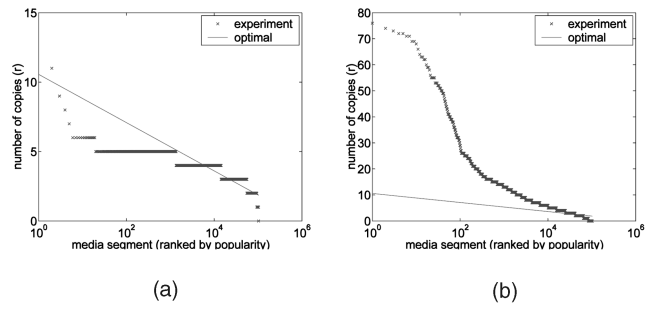 15
10
5
0
number of copies (r)
× experiment
optimal
10^0
10^2
10^4
10^6
media segment (ranked by popularity)
(a)
80
70
60
50
40
30
20
10
0
number of copies (r)
× experiment
optimal
10^0
10^2
10^4
10^6
media segment (ranked by popularity)
(b)